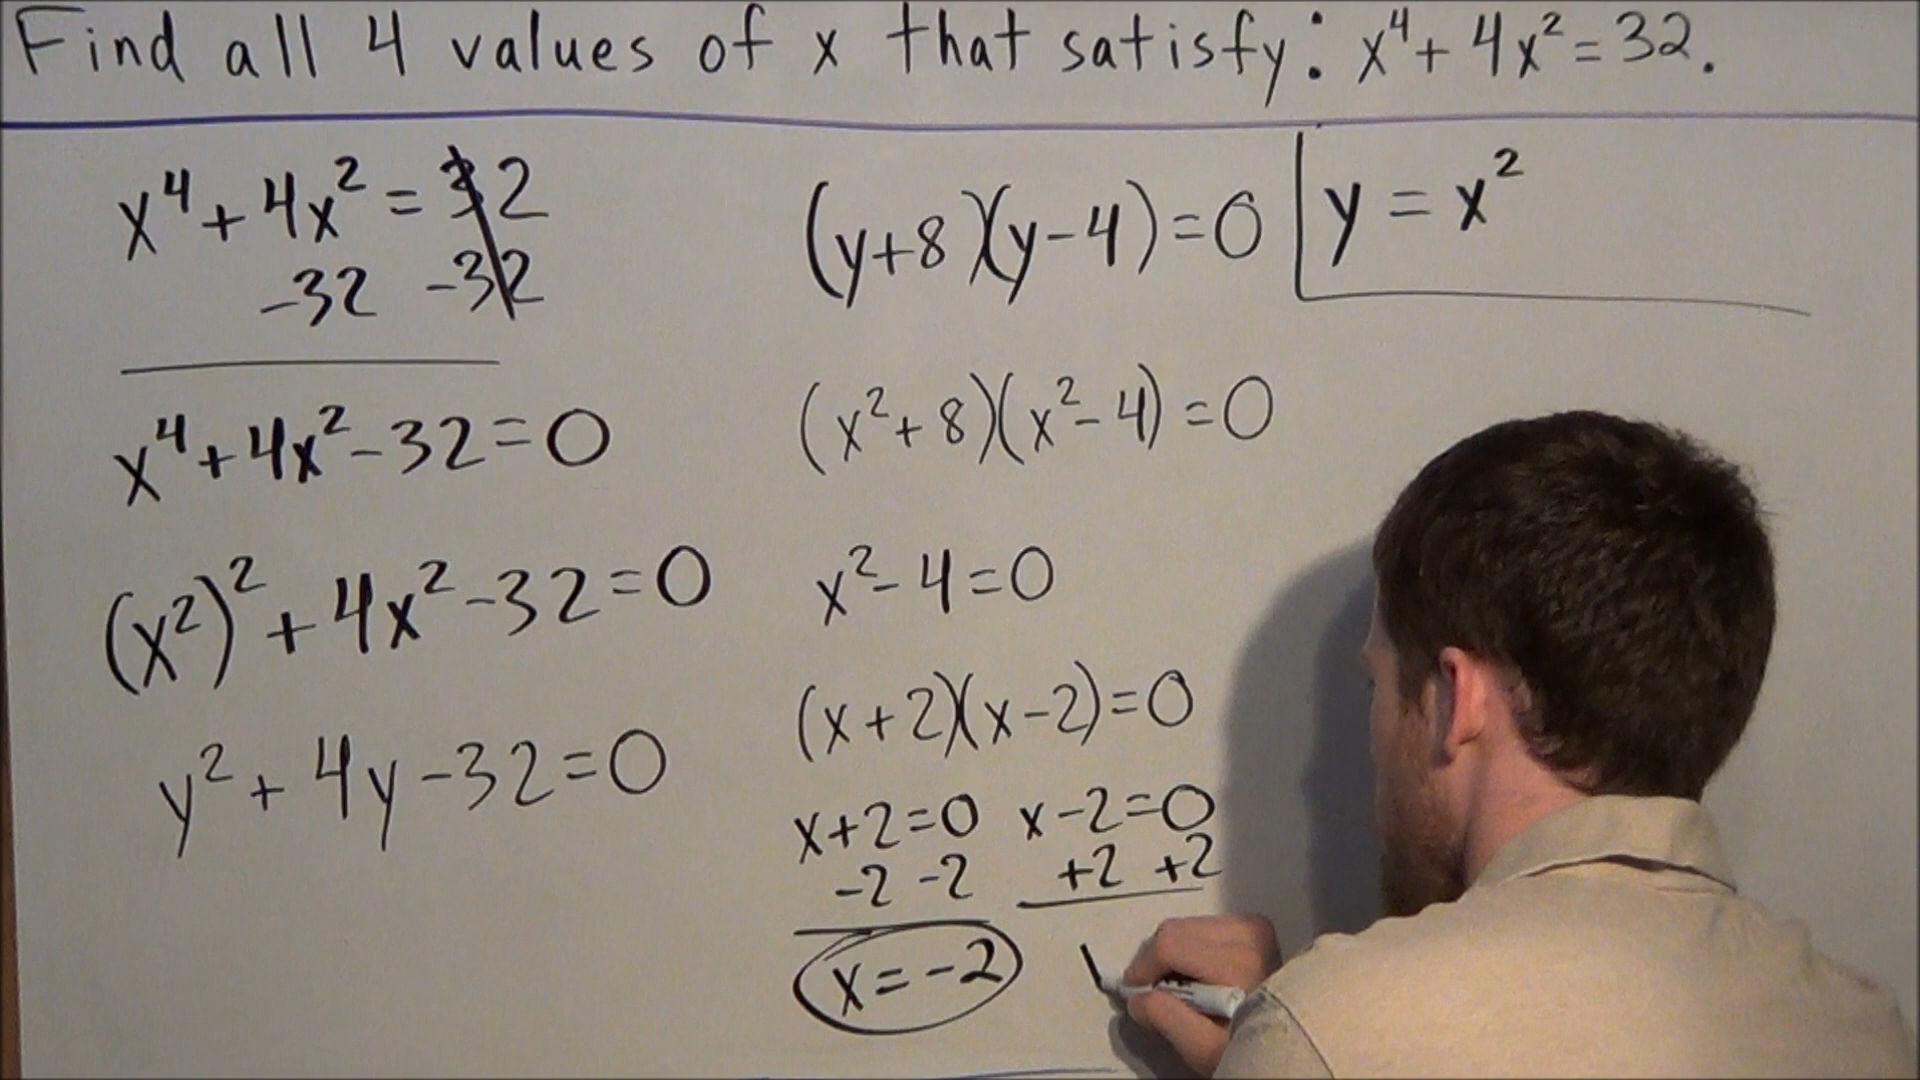 Find all 4 values of x that satisfy: x⁴+ 4x²=32.
x⁴+4x²=32
-32 -32
x⁴+4x²-32=0
(x²)²+4x²-32=0
y²+4y-32=0
(y+8)(y-4)=0
y=x²
(x²+8)(x²-4)=0
x²-4=0
(x+2)(x-2)=0
x+2=0 x-2=0
-2 -2 +2 +2
x=-2